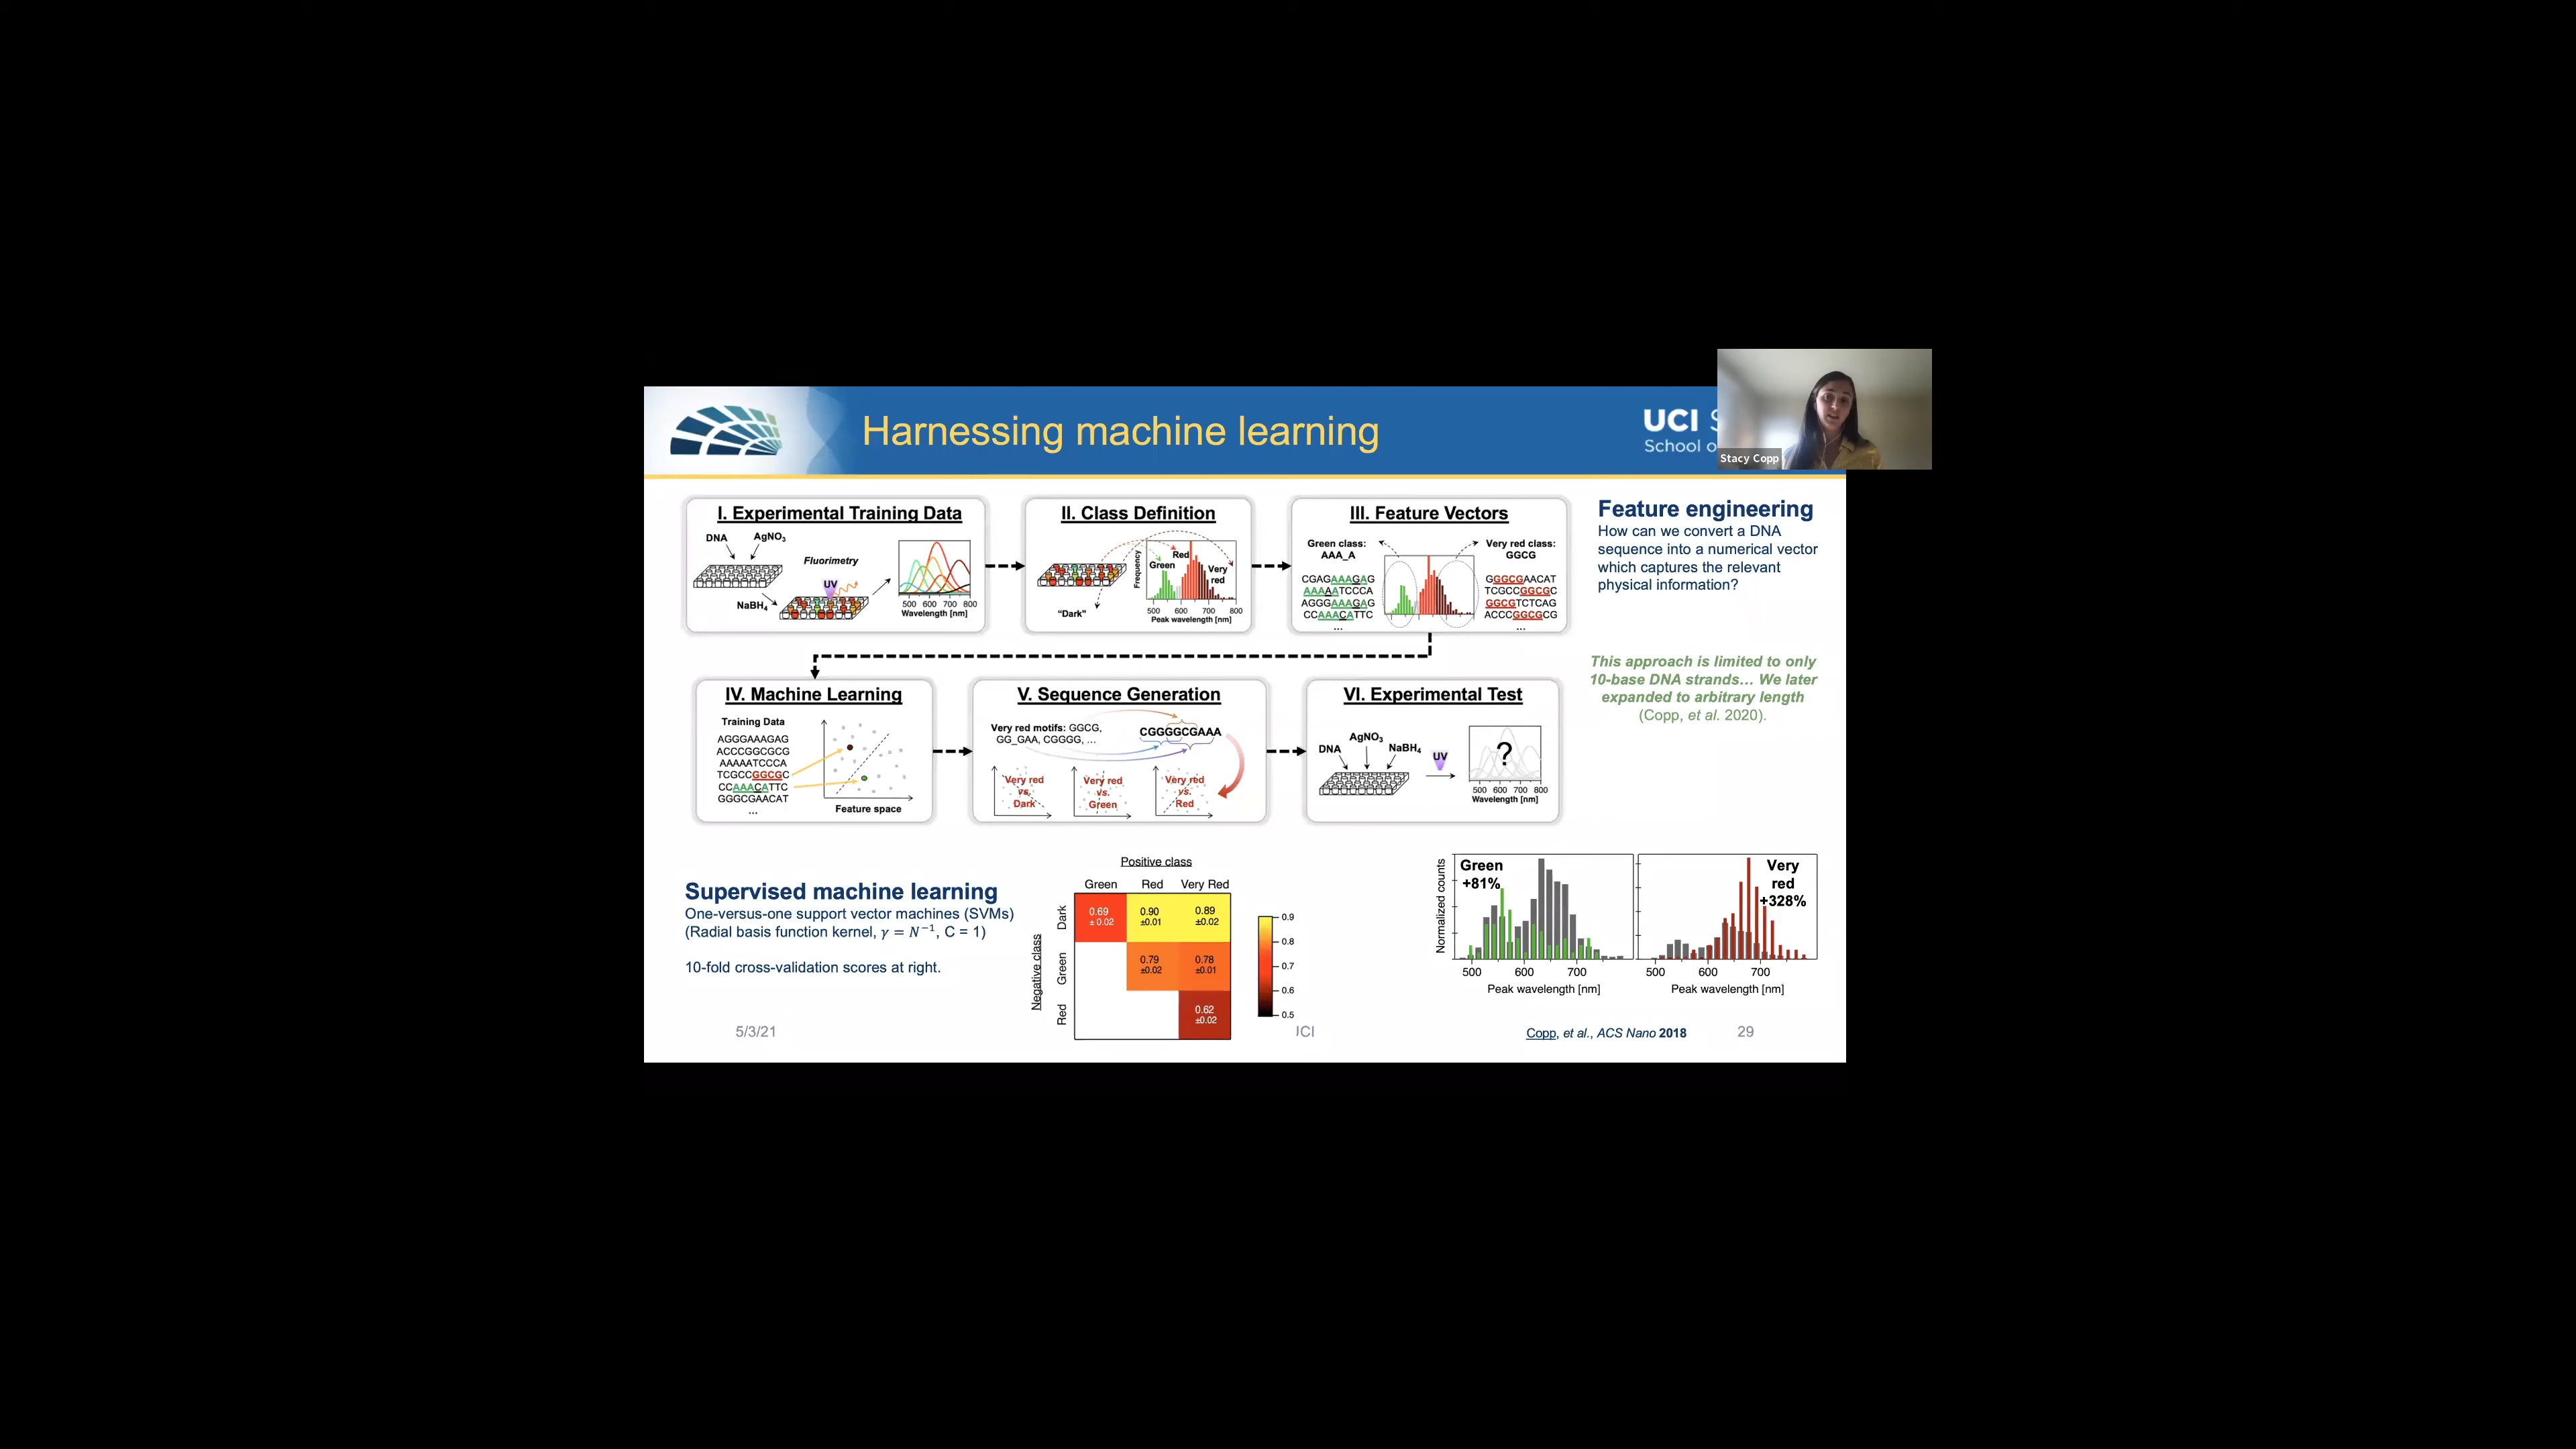 Harnessing machine learning
UCI
School o
Stacy Copp
I. Experimental Training Data
DNA
AgNO3
Fluorimetry
UV
NaBH4
500 600 700 800
Wavelength [nm]
II. Class Definition
Frequency
Green
Red
Very
red
"Dark"
500 600 700 800
Peak wavelength [nm]
III. Feature Vectors
Green class:
AAA_A
CGAGAAAGAG
AAAAATCCCA
AGGGAAAGAG
CCAAACATTC
...
Very red class:
GGCG
GGGCGAACAT
TCGCCGGCGC
GGCGTCTCAG
ACCCGGCGCG
...
Feature engineering
How can we convert a DNA
sequence into a numerical vector
which captures the relevant
physical information?
This approach is limited to only
10-base DNA strands... We later
expanded to arbitrary length
(Copp, et al. 2020).
IV. Machine Learning
Training Data
AGGGAAAGAG
ACCCGGCGCG
AAAAATCCCA
TCGCCGGCGC
CCAAACATTC
GGGCGAACAT
...
Feature space
V. Sequence Generation
Very red motifs: GGCG,
GG_GAA, CGGGG, ...
CGGGGCGAAA
Very red
vs.
Dark
Very red
vs.
Green
Very red
vs.
Red
VI. Experimental Test
DNA
AgNO3
NaBH4
UV
?
500 600 700 800
Wavelength [nm]
Supervised machine learning
One-versus-one support vector machines (SVMs)
(Radial basis function kernel, γ = N⁻¹, C = 1)
10-fold cross-validation scores at right.
Positive class
Green Red Very Red
Negative class
Dark
Green
Red
0.69
± 0.02
0.90
±0.01
0.89
±0.02
0.79
±0.02
0.78
±0.01
0.62
±0.02
0.9
0.8
0.7
0.6
0.5
Normalized counts
Green
+81%
500 600 700
Peak wavelength [nm]
Very
red
+328%
500 600 700
Peak wavelength [nm]
5/3/21
CI
Copp, et al., ACS Nano 2018
29